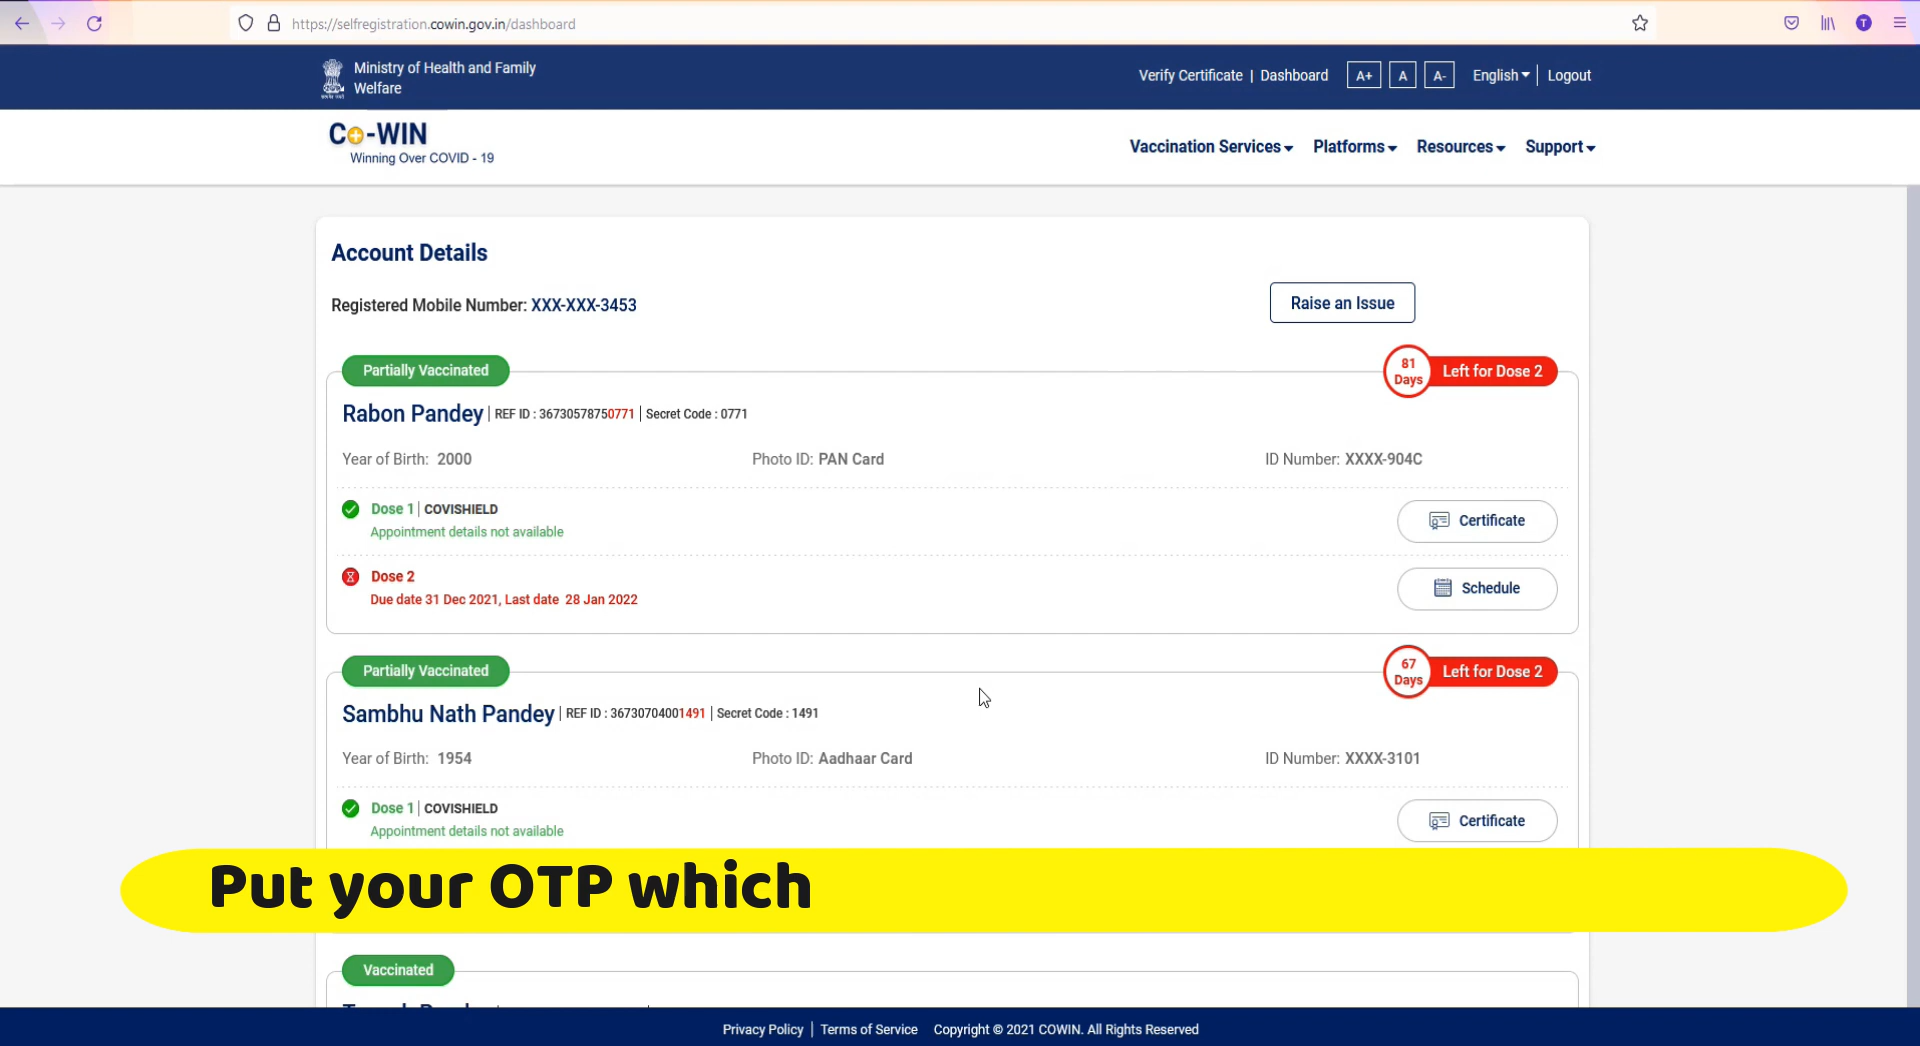 https://selfregistration.cowin.gov.in/dashboard
T
Ministry of Health and Family
Welfare
Verify Certificate | Dashboard A+ A A- English Logout
Co-WIN
Winning Over COVID - 19
Vaccination Services Platforms Resources Support
Account Details
Registered Mobile Number: XXX-XXX-3453
Raise an Issue
Partially Vaccinated
81 Days Left for Dose 2
Rabon Pandey | REF ID : 36730578750771 | Secret Code : 0771
Year of Birth: 2000 Photo ID: PAN Card ID Number: XXXX-904C
Dose 1 | COVISHIELD
Appointment details not available
Certificate
Dose 2
Due date 31 Dec 2021, Last date 28 Jan 2022
Schedule
Partially Vaccinated
67 Days Left for Dose 2
Sambhu Nath Pandey | REF ID : 36730704001491 | Secret Code : 1491
Year of Birth: 1954 Photo ID: Aadhaar Card ID Number: XXXX-3101
Dose 1 | COVISHIELD
Appointment details not available
Certificate
Put your OTP which
Vaccinated
Privacy Policy | Terms of Service Copyright © 2021 COWIN. All Rights Reserved